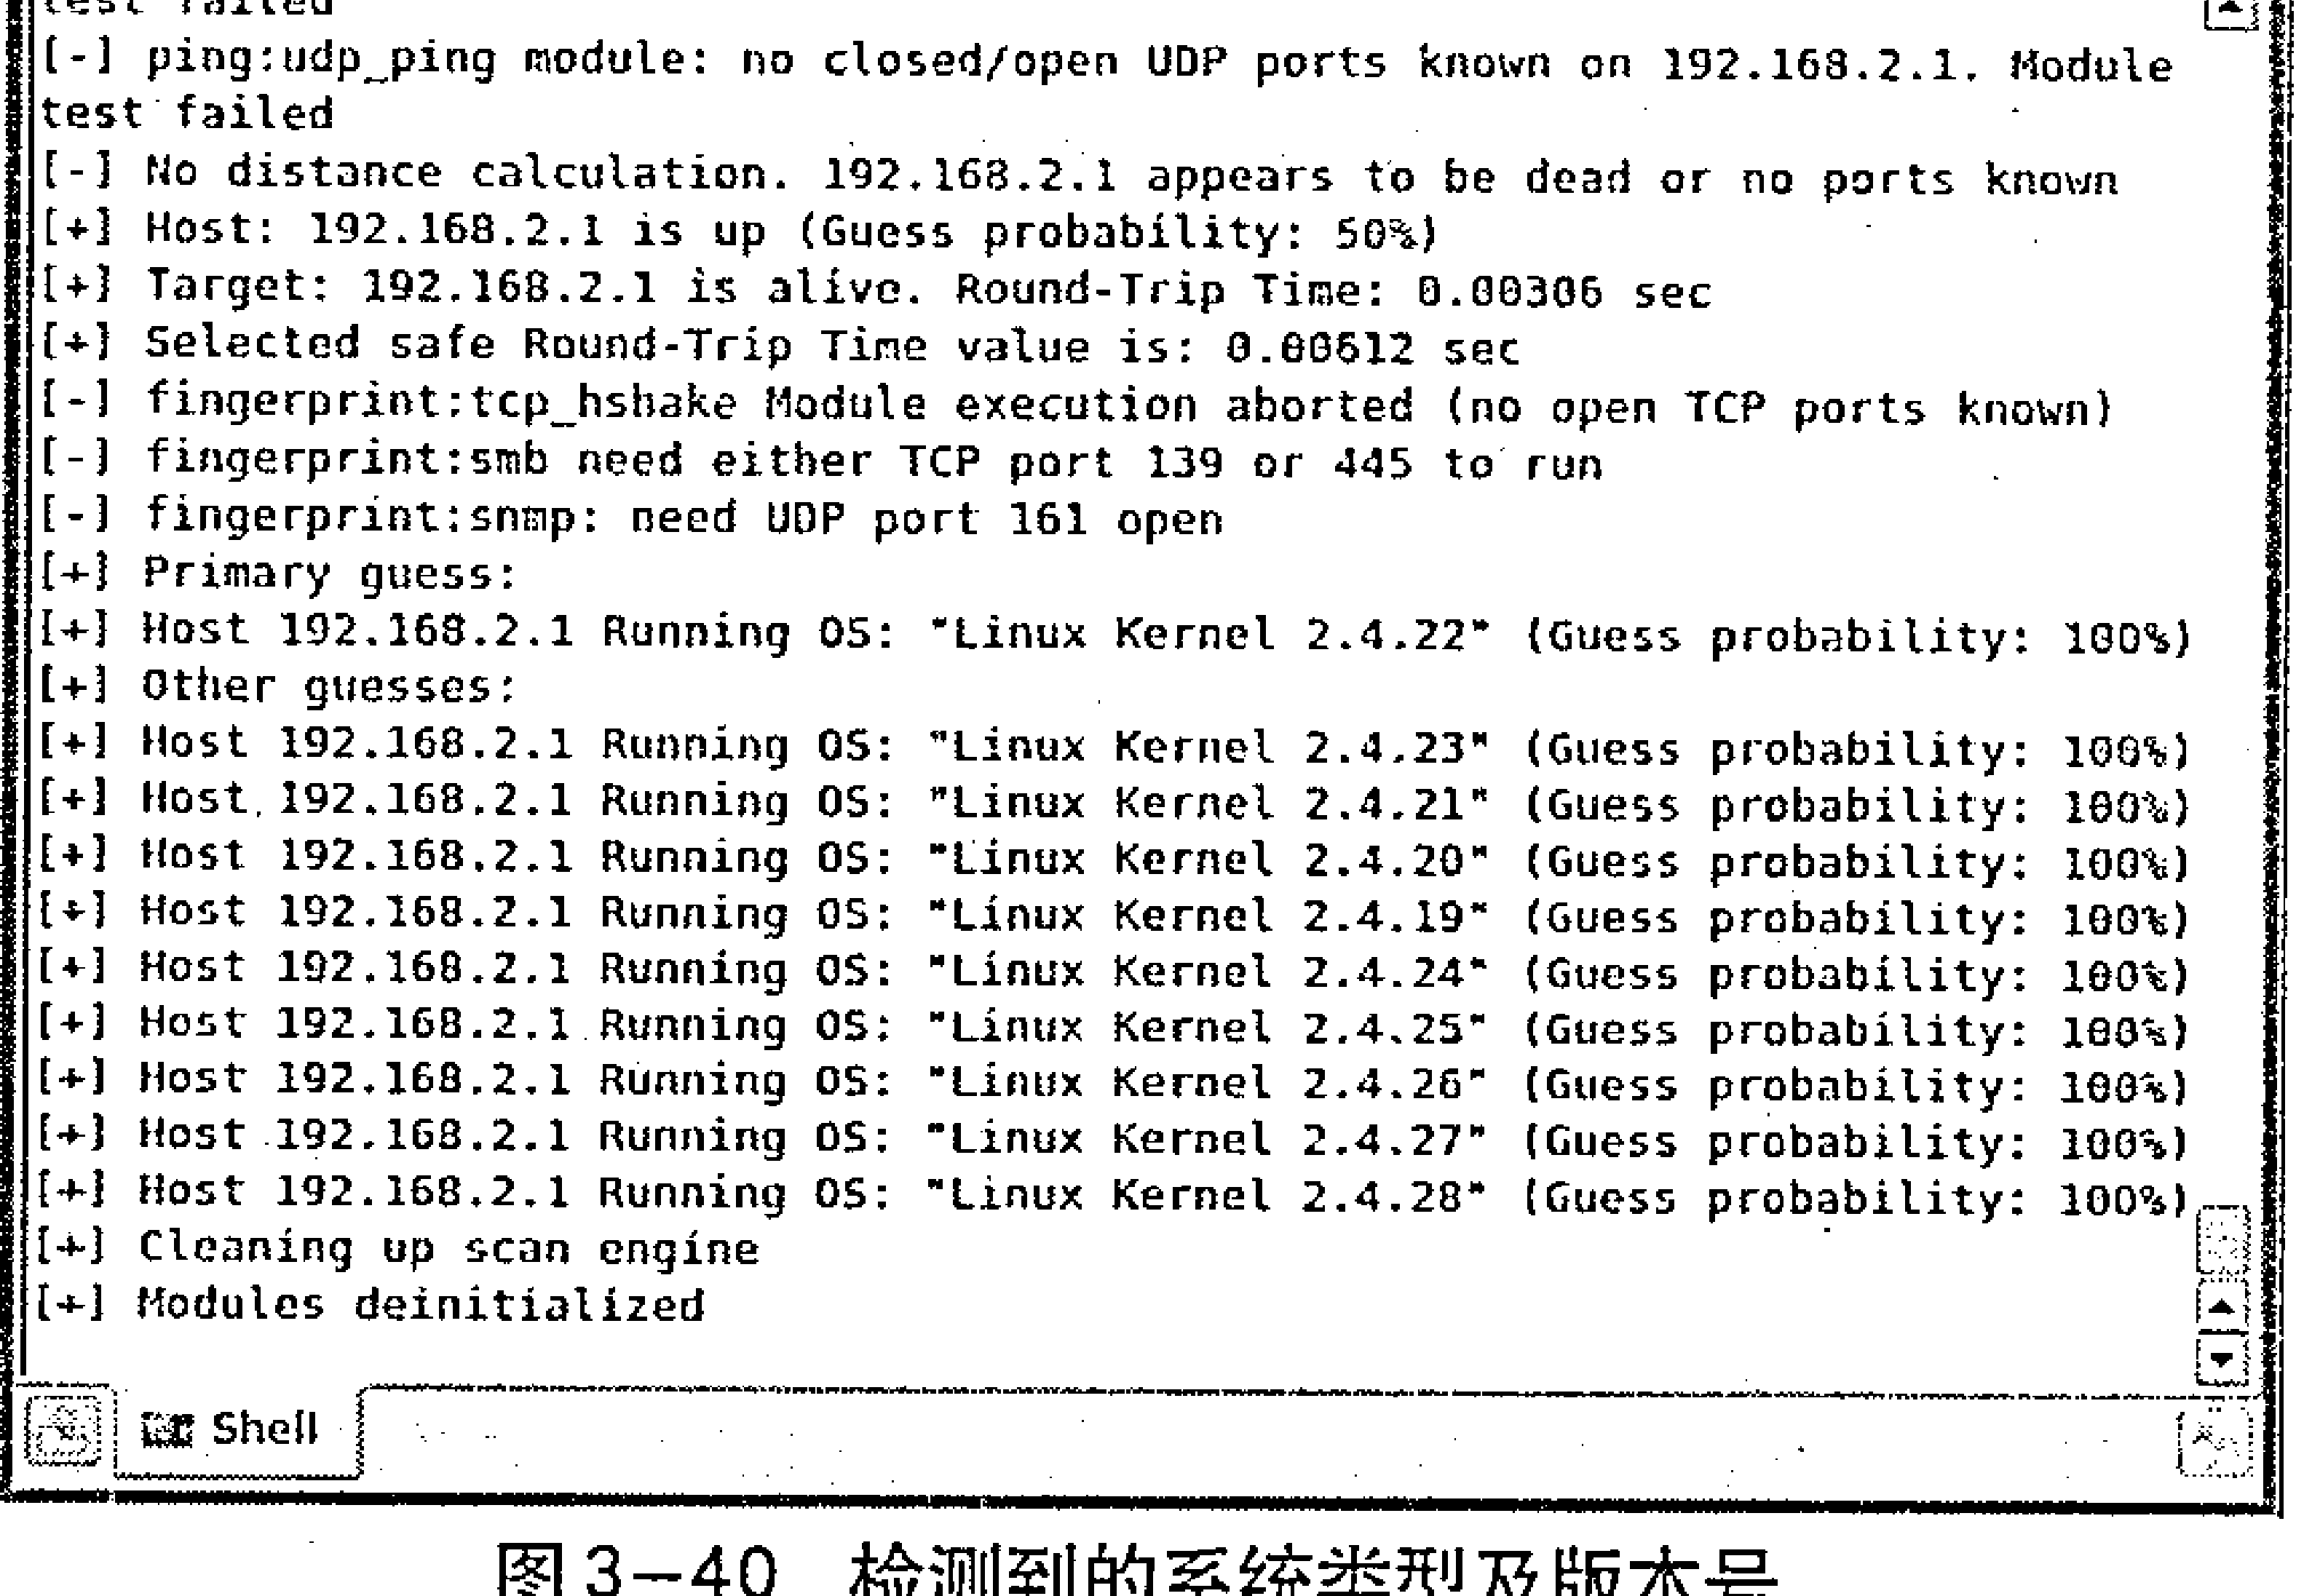 test failed
[-] ping:udp_ping module: no closed/open UDP ports known on 192.168.2.1. Module
test failed
[-] No distance calculation. 192.168.2.1 appears to be dead or no ports known
[+] Host: 192.168.2.1 is up (Guess probability: 50%)
[+] Target: 192.168.2.1 is alive. Round-Trip Time: 0.00306 sec
[+] Selected safe Round-Trip Time value is: 0.00612 sec
[-] fingerprint:tcp_hshake Module execution aborted (no open TCP ports known)
[-] fingerprint:smb need either TCP port 139 or 445 to run
[-] fingerprint:snmp: need UDP port 161 open
[+] Primary guess:
[+] Host 192.168.2.1 Running OS: "Linux Kernel 2.4.22" (Guess probability: 100%)
[+] Other guesses:
[+] Host 192.168.2.1 Running OS: "Linux Kernel 2.4.23" (Guess probability: 100%)
[+] Host 192.168.2.1 Running OS: "Linux Kernel 2.4.21" (Guess probability: 100%)
[+] Host 192.168.2.1 Running OS: "Linux Kernel 2.4.20" (Guess probability: 100%)
[+] Host 192.168.2.1 Running OS: "Linux Kernel 2.4.19" (Guess probability: 100%)
[+] Host 192.168.2.1 Running OS: "Linux Kernel 2.4.24" (Guess probability: 100%)
[+] Host 192.168.2.1 Running OS: "Linux Kernel 2.4.25" (Guess probability: 100%)
[+] Host 192.168.2.1 Running OS: "Linux Kernel 2.4.26" (Guess probability: 100%)
[+] Host 192.168.2.1 Running OS: "Linux Kernel 2.4.27" (Guess probability: 100%)
[+] Host 192.168.2.1 Running OS: "Linux Kernel 2.4.28" (Guess probability: 100%)
[+] Cleaning up scan engine
[+] Modules deinitialized
Shell
图3-40 检测到的系统类型及版本号